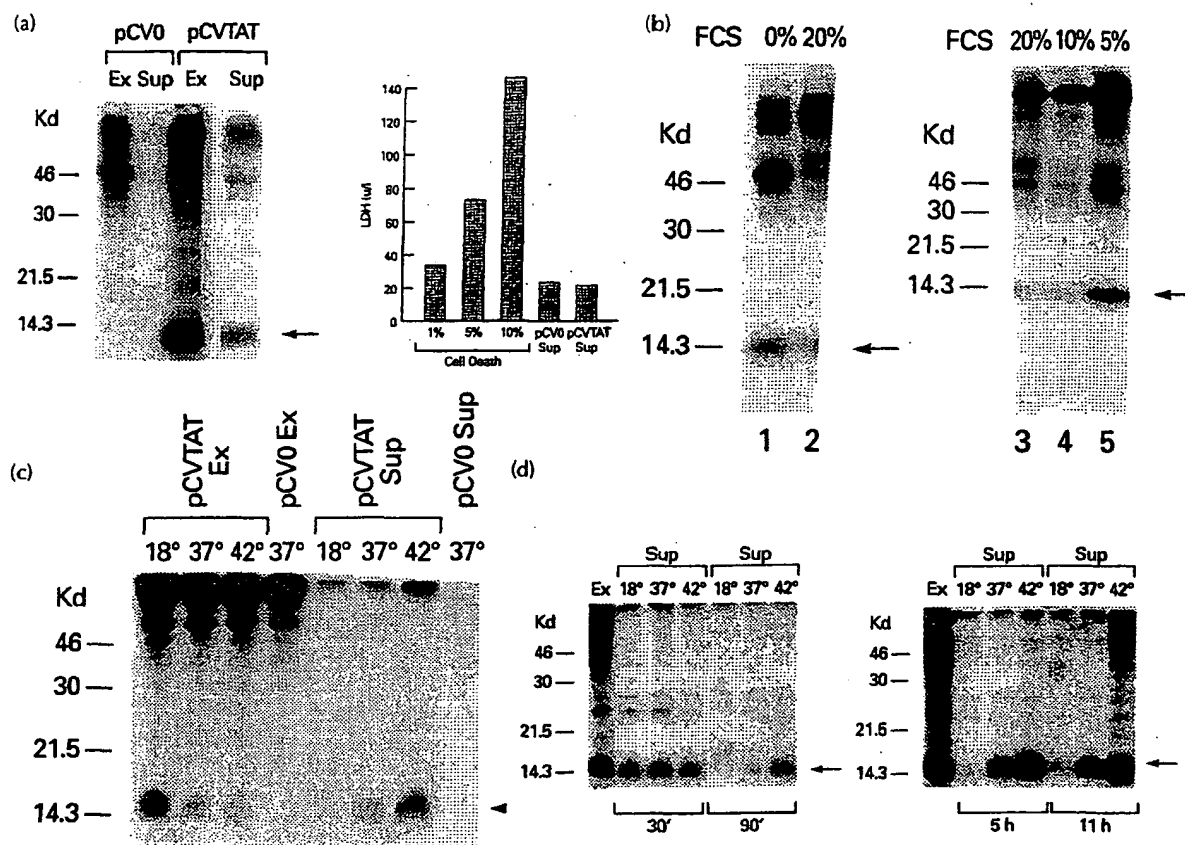 (a)
pCV0 pCVTAT
Ex Sup Ex Sup
Kd
46
30
21.5
14.3
140
120
100
80
60
40
20
0
LDH (u/l)
1% 5% 10% pCV0 Sup pCVTAT Sup
Cell Death
(b)
FCS 0% 20%
Kd
46
30
21.5
14.3
1 2
FCS 20% 10% 5%
Kd
46
30
21.5
14.3
3 4 5
(c)
pCVTAT Ex pCV0 Ex pCVTAT Sup pCV0 Sup
18° 37° 42° 37° 18° 37° 42° 37°
Kd
46
30
21.5
14.3
(d)
Sup Sup
Ex 18° 37° 42° 18° 37° 42°
Kd
46
30
21.5
14.3
30′ 90′
Sup Sup
Ex 18° 37° 42° 18° 37° 42°
Kd
46
30
21.5
14.3
5 h 11 h